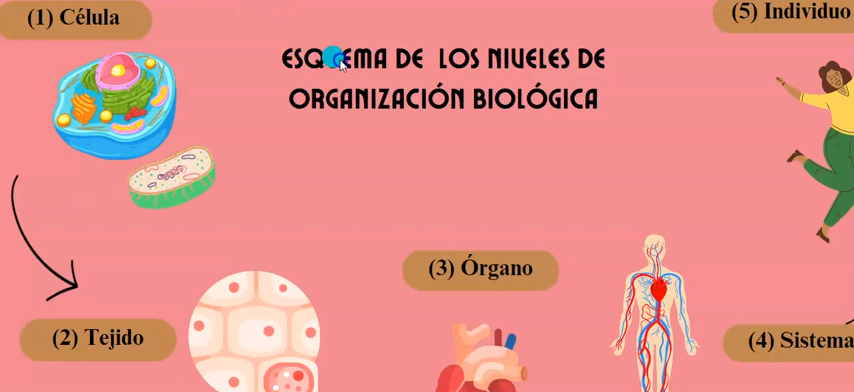 (1) Célula
(5) Individuo
ESQUEMA DE LOS NIVELES DE
ORGANIZACIÓN BIOLÓGICA
(3) Órgano
(2) Tejido
(4) Sistema